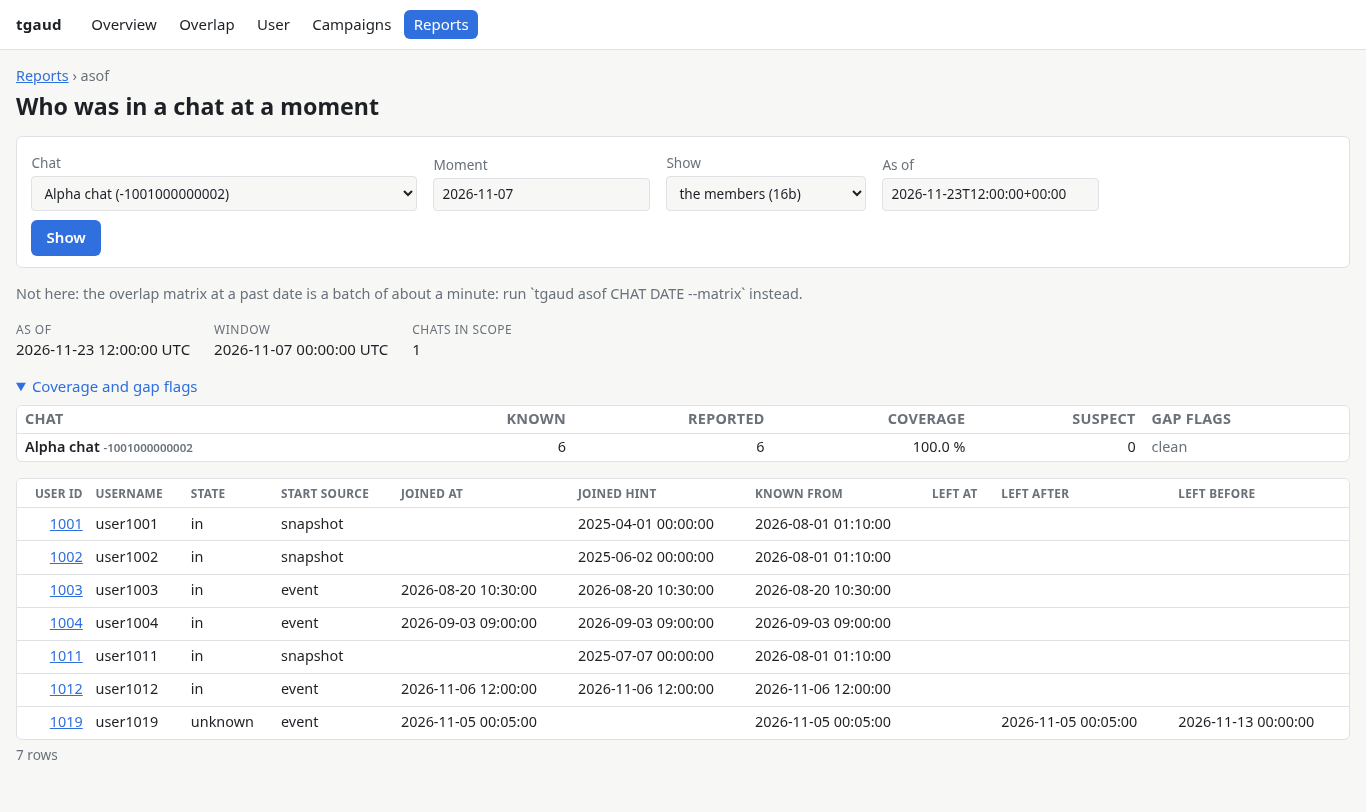 tgaud Overview Overlap User Campaigns Reports
Reports › asof
Who was in a chat at a moment
Chat Moment Show As of
Alpha chat (-1001000000002) 2026-11-07 the members (16b) 2026-11-23T12:00:00+00:00
Show
Not here: the overlap matrix at a past date is a batch of about a minute: run `tgaud asof CHAT DATE --matrix` instead.
AS OF WINDOW CHATS IN SCOPE
2026-11-23 12:00:00 UTC 2026-11-07 00:00:00 UTC 1
▼ Coverage and gap flags
CHAT KNOWN REPORTED COVERAGE SUSPECT GAP FLAGS
Alpha chat -1001000000002 6 6 100.0 % 0 clean
USER ID USERNAME STATE START SOURCE JOINED AT JOINED HINT KNOWN FROM LEFT AT LEFT AFTER LEFT BEFORE
1001 user1001 in snapshot 2025-04-01 00:00:00 2026-08-01 01:10:00
1002 user1002 in snapshot 2025-06-02 00:00:00 2026-08-01 01:10:00
1003 user1003 in event 2026-08-20 10:30:00 2026-08-20 10:30:00 2026-08-20 10:30:00
1004 user1004 in event 2026-09-03 09:00:00 2026-09-03 09:00:00 2026-09-03 09:00:00
1011 user1011 in snapshot 2025-07-07 00:00:00 2026-08-01 01:10:00
1012 user1012 in event 2026-11-06 12:00:00 2026-11-06 12:00:00 2026-11-06 12:00:00
1019 user1019 unknown event 2026-11-05 00:05:00 2026-11-05 00:05:00 2026-11-05 00:05:00 2026-11-13 00:00:00
7 rows